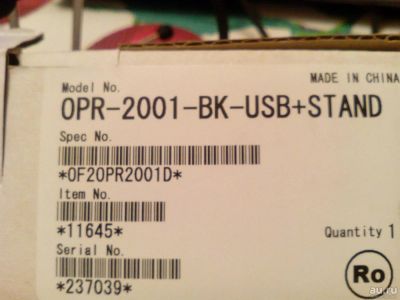 MADE IN CHINA
Model No.
OPR-2001-BK-USB+STAND
Spec No.
*0F20PR2001D*
Item No.
*11645*
Quantity 1
Serial No.
*237039*
Ro
au.ru